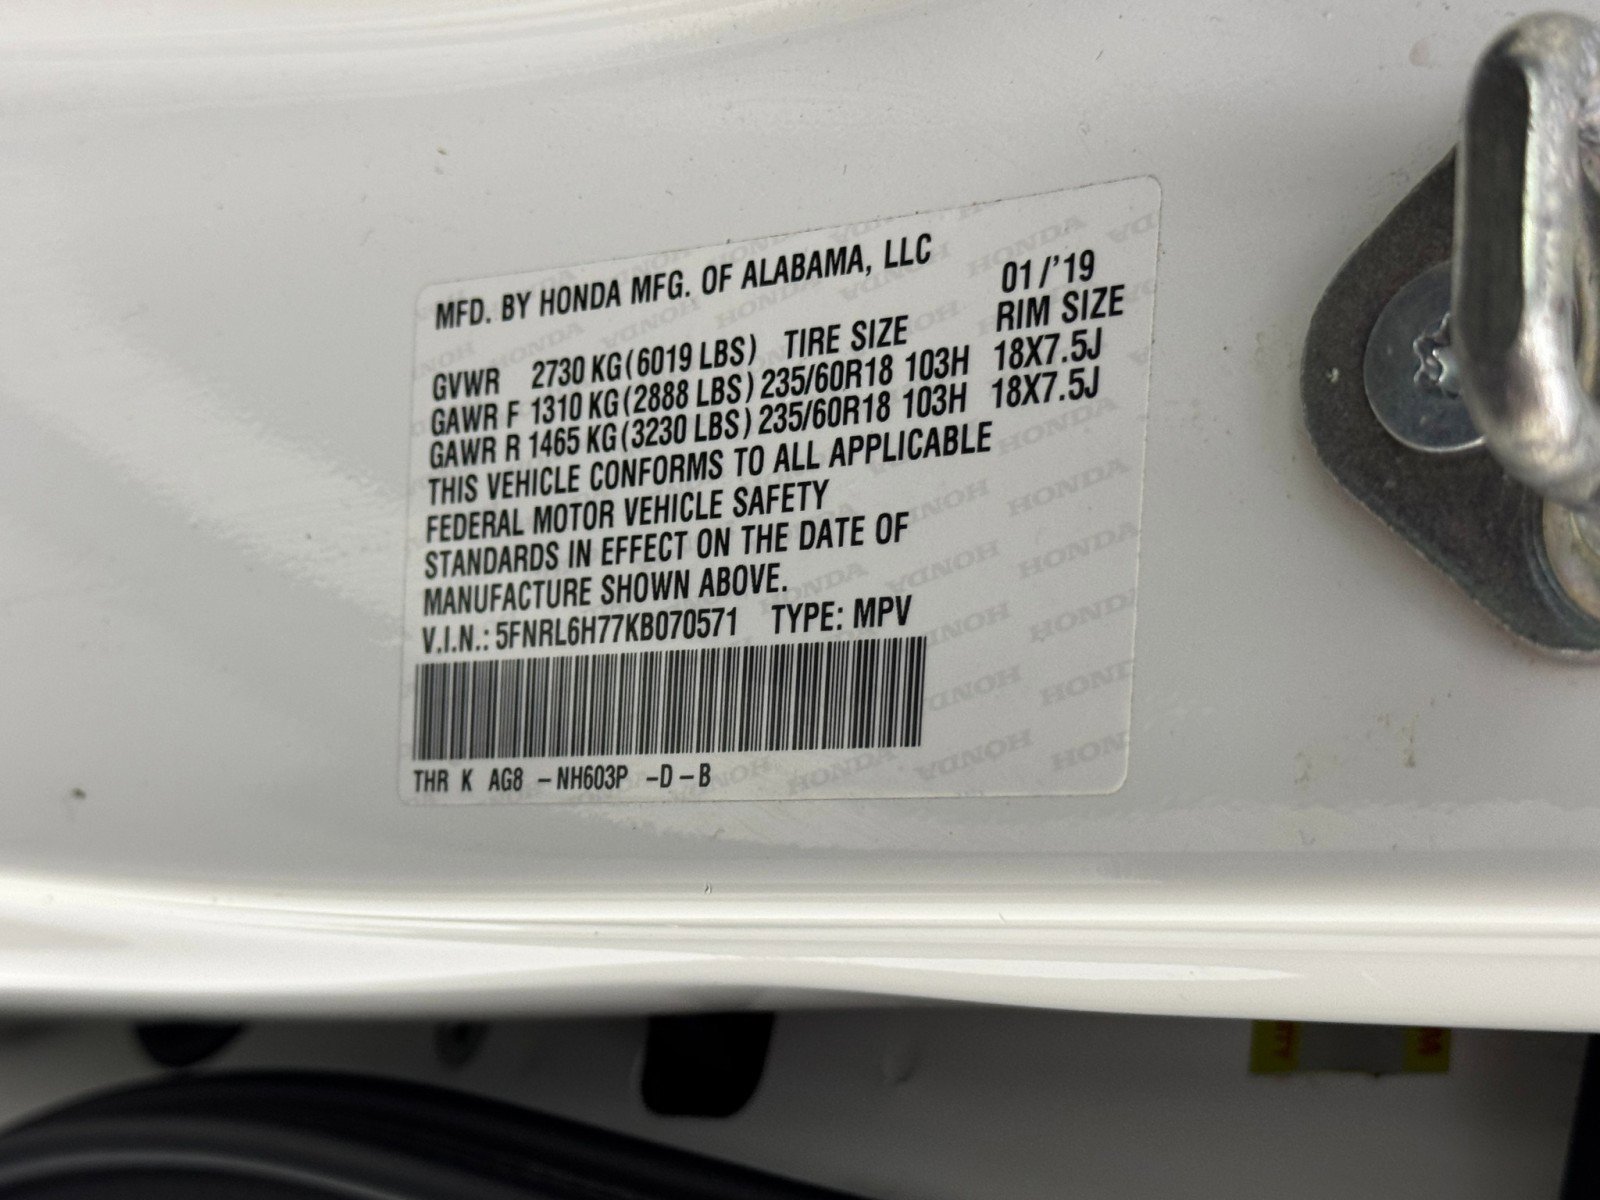 MFD. BY HONDA MFG. OF ALABAMA, LLC
01/'19
GVWR 2730 KG(6019 LBS) TIRE SIZE RIM SIZE
GAWR F 1310 KG(2888 LBS) 235/60R18 103H 18X7.5J
GAWR R 1465 KG(3230 LBS) 235/60R18 103H 18X7.5J
THIS VEHICLE CONFORMS TO ALL APPLICABLE
FEDERAL MOTOR VEHICLE SAFETY
STANDARDS IN EFFECT ON THE DATE OF
MANUFACTURE SHOWN ABOVE.
V.I.N.: 5FNRL6H77KB070571 TYPE: MPV
THR K AG8 -NH603P -D-B